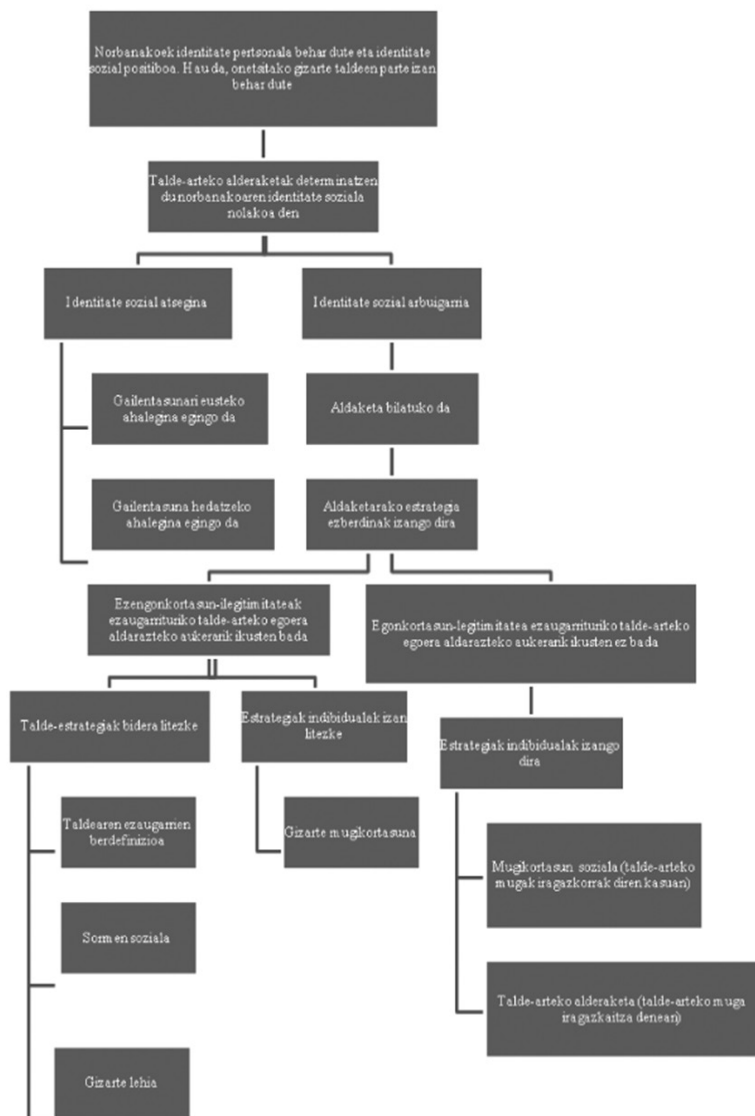 Norbanakoek identitate pertsonala behar dute eta identitate
sozial positiboa. Hau da, onetsitako gizarte taldeen parte izan
behar dute
Talde-arteko alderaketak determinatzen
du norbanakoaren identitate soziala
nolakoa den
Identitate sozial atsegina
Identitate sozial arbuigarria
Gailentasunari eusteko
ahalegina egingo da
Aldaketa bilatuko da
Gailentasuna hedatzeko
ahalegina egingo da
Aldaketarako estrategia
ezberdinak izango dira
Ezengonkortasun-ilegitimitateak
ezaugarrituriko talde-arteko egoera
aldarazteko aukerarik ikusten bada
Egonkortasun-legitimitatea ezaugarrituriko talde-arteko
egoera aldarazteko aukerarik ikusten ez bada
Talde-estrategiak bidera litezke
Estrategiak indibidualak izan
litezke
Estrategiak indibidualak izango
dira
Taldearen ezaugarrien
berdefinizioa
Gizarte mugikortasuna
Mugikortasun soziala (talde-arteko
mugak iragazkorrak diren kasuan)
Sormen soziala
Talde-arteko alderaketa (talde-arteko muga
iragazkaitza denean)
Gizarte lehia